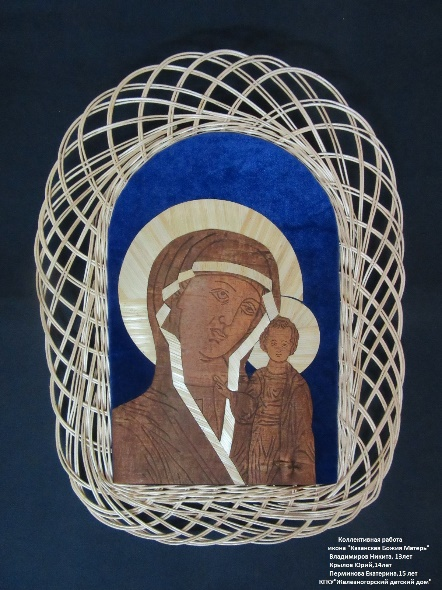 Коллективная работа
икона "Казанская Божия Матерь"
Владимиров Никита, 13лет
Крылов Юрий,14лет
Перминова Екатерина,15 лет
КГКУ"Железногорский детский дом"